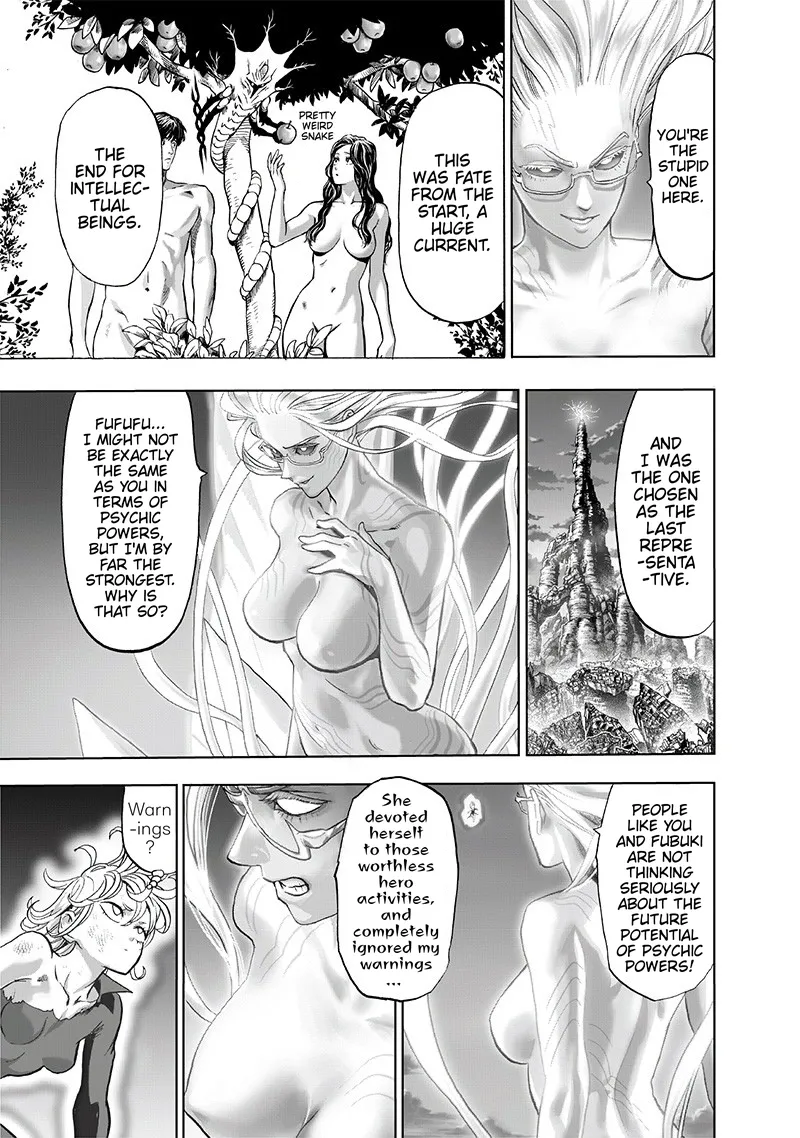 YOU'RE
THE
STUPID
ONE
HERE.
THIS
WAS FATE
FROM THE
START, A
HUGE
CURRENT.
PRETTY
WEIRD
SNAKE
THE
END FOR
INTELLEC-
TUAL
BEINGS.
AND
I WAS
THE ONE
CHOSEN
AS THE
LAST
REPRE
-SENTA
-TIVE.
FUFUFU...
I MIGHT NOT
BE EXACTLY
THE SAME
AS YOU IN
TERMS OF
PSYCHIC
POWERS,
BUT I'M BY
FAR THE
STRONGEST.
WHY IS
THAT SO?
PEOPLE
LIKE YOU
AND FUBUKI
ARE NOT
THINKING
SERIOUSLY
ABOUT THE
FUTURE
POTENTIAL
OF PSYCHIC
POWERS!
She
devoted
herself
to those
worthless
hero
activities,
and
completely
ignored my
warnings
...
Warn
-ings
?